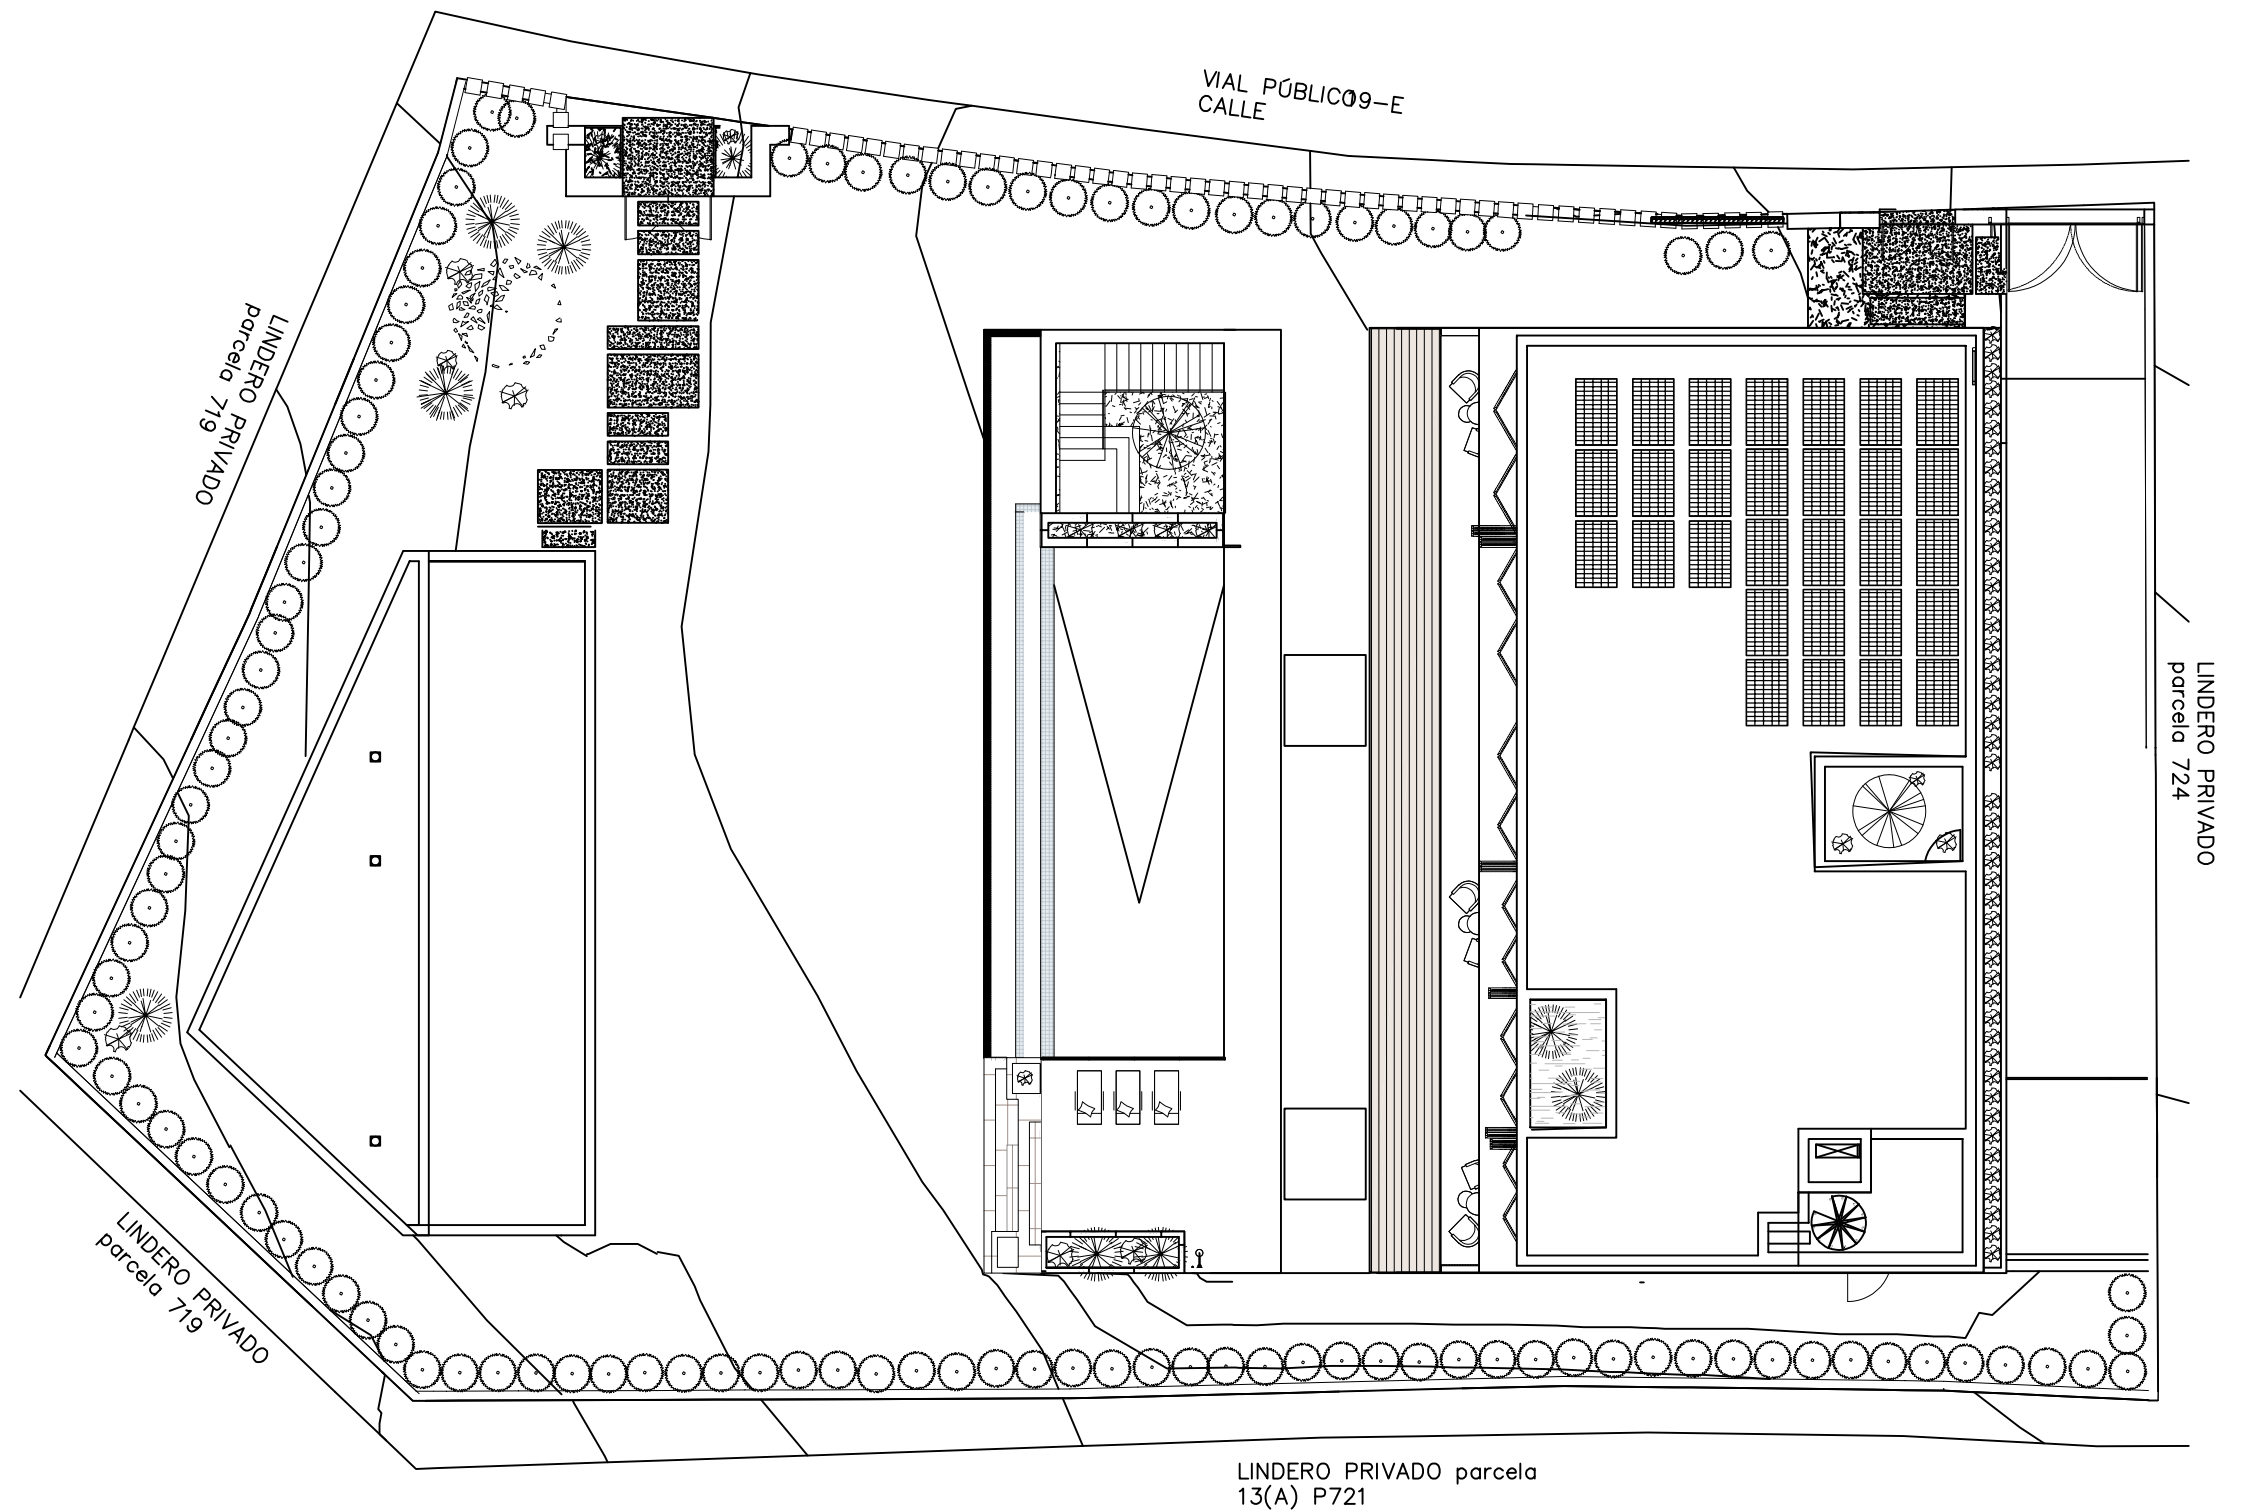 VIAL PÚBLICO19-E
CALLE
LINDERO PRIVADO
parcela 719
LINDERO PRIVADO
parcela 724
LINDERO PRIVADO
parcela 719
LINDERO PRIVADO parcela
13(A) P721